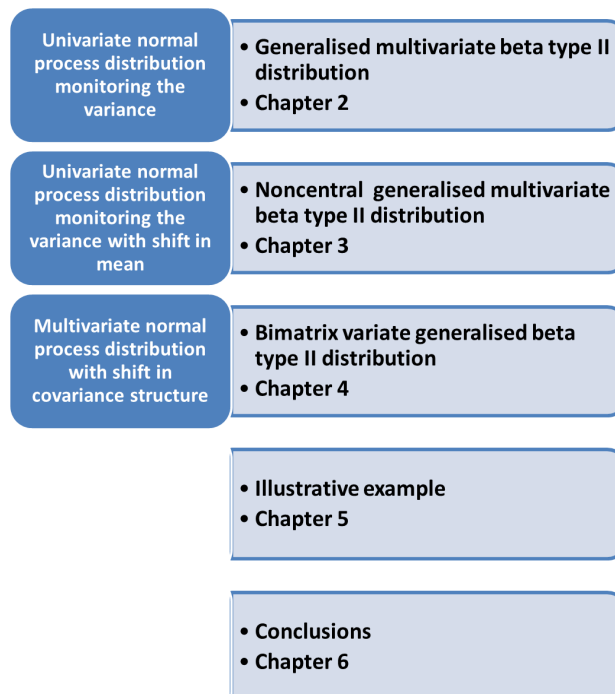 Univariate normal
process distribution
monitoring the
variance
• Generalised multivariate beta type II
distribution
• Chapter 2
Univariate normal
process distribution
monitoring the
variance with shift in
mean
• Noncentral generalised multivariate
beta type II distribution
• Chapter 3
Multivariate normal
process distribution
with shift in
covariance structure
• Bimatrix variate generalised beta
type II distribution
• Chapter 4
• Illustrative example
• Chapter 5
• Conclusions
• Chapter 6